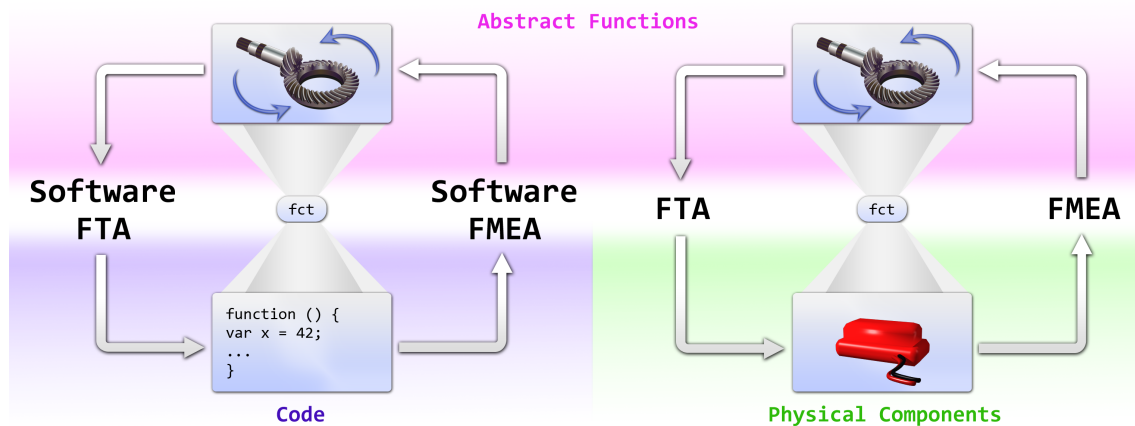 Abstract Functions
Software
FTA
fct
Software
FMEA
function () {
var x = 42;
...
}
Code
FTA
fct
FMEA
Physical Components